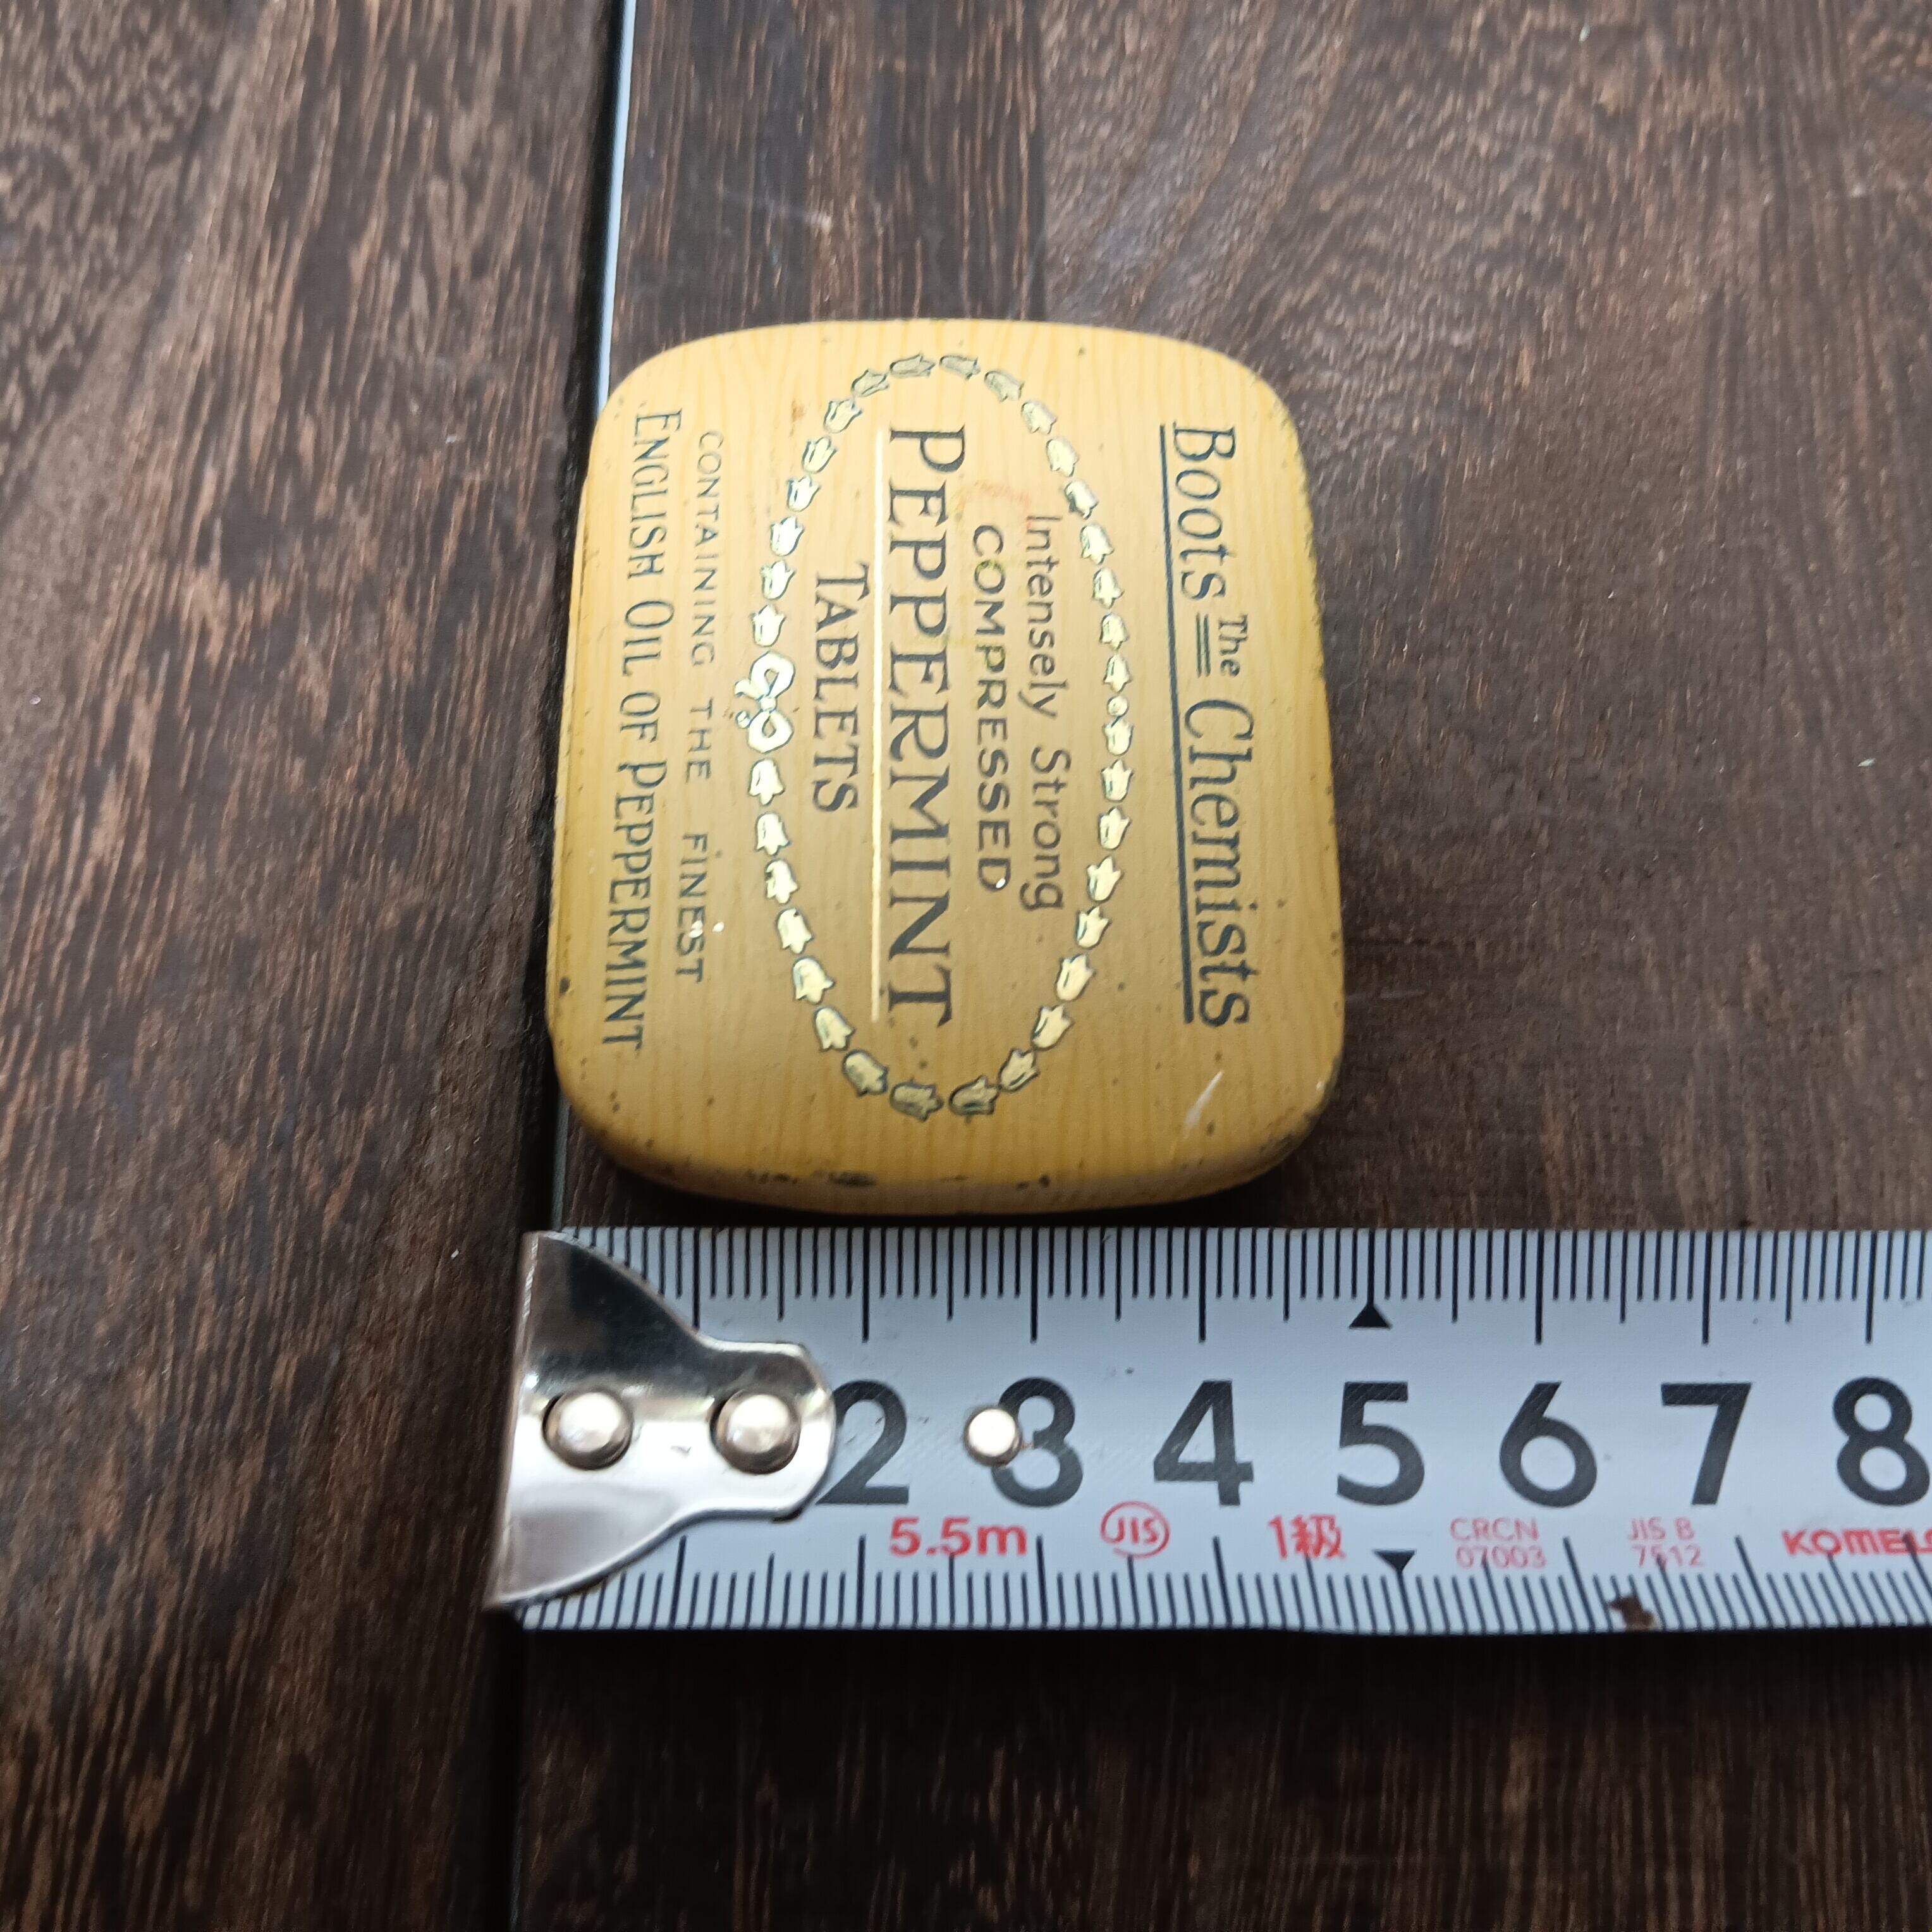 Boots The Chemists
Intensely Strong
COMPRESSED
PEPPERMINT
TABLETS
CONTAINING THE FINEST
ENGLISH OIL OF PEPPERMINT
2 3 4 5 6 7 8
5.5m JIS 1級 CRCN 07003 JIS B 7512 KOMELO